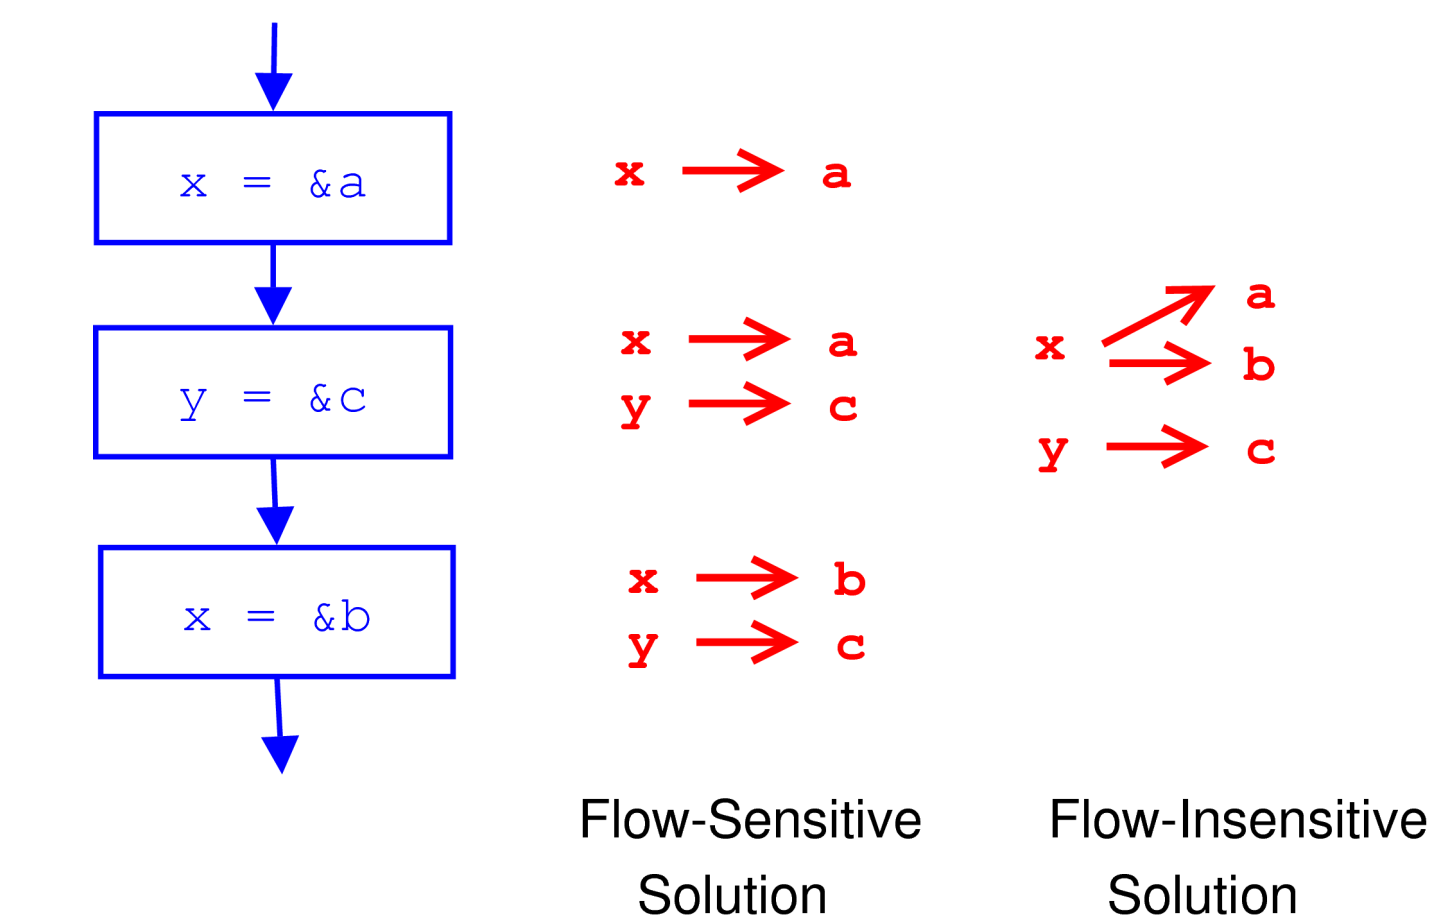 x = &a
x → a
y = &c
x → a
y → c
x → a
b
y → c
x = &b
x → b
y → c
Flow-Sensitive
Solution
Flow-Insensitive
Solution